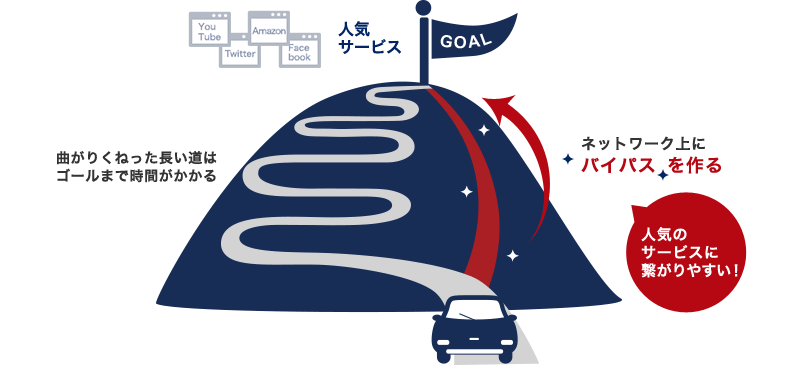 You
Tube
Twitter
Amazon
Face
book
人気
サービス
GOAL
曲がりくねった長い道は
ゴールまで時間がかかる
ネットワーク上に
バイパスを作る
人気の
サービスに
繋がりやすい！